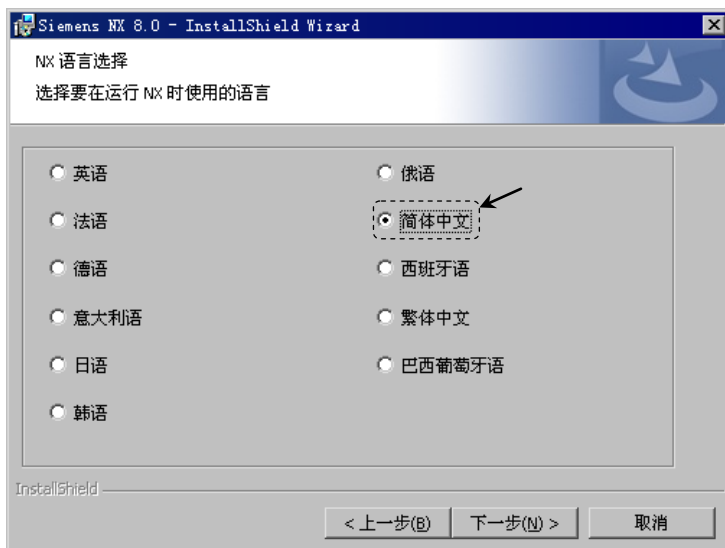 Siemens NX 8.0 - InstallShield Wizard
NX 语言选择
选择要在运行 NX 时使用的语言
英语
俄语
法语
简体中文
德语
西班牙语
意大利语
繁体中文
日语
巴西葡萄牙语
韩语
InstallShield
< 上一步(B)
下一步(N) >
取消